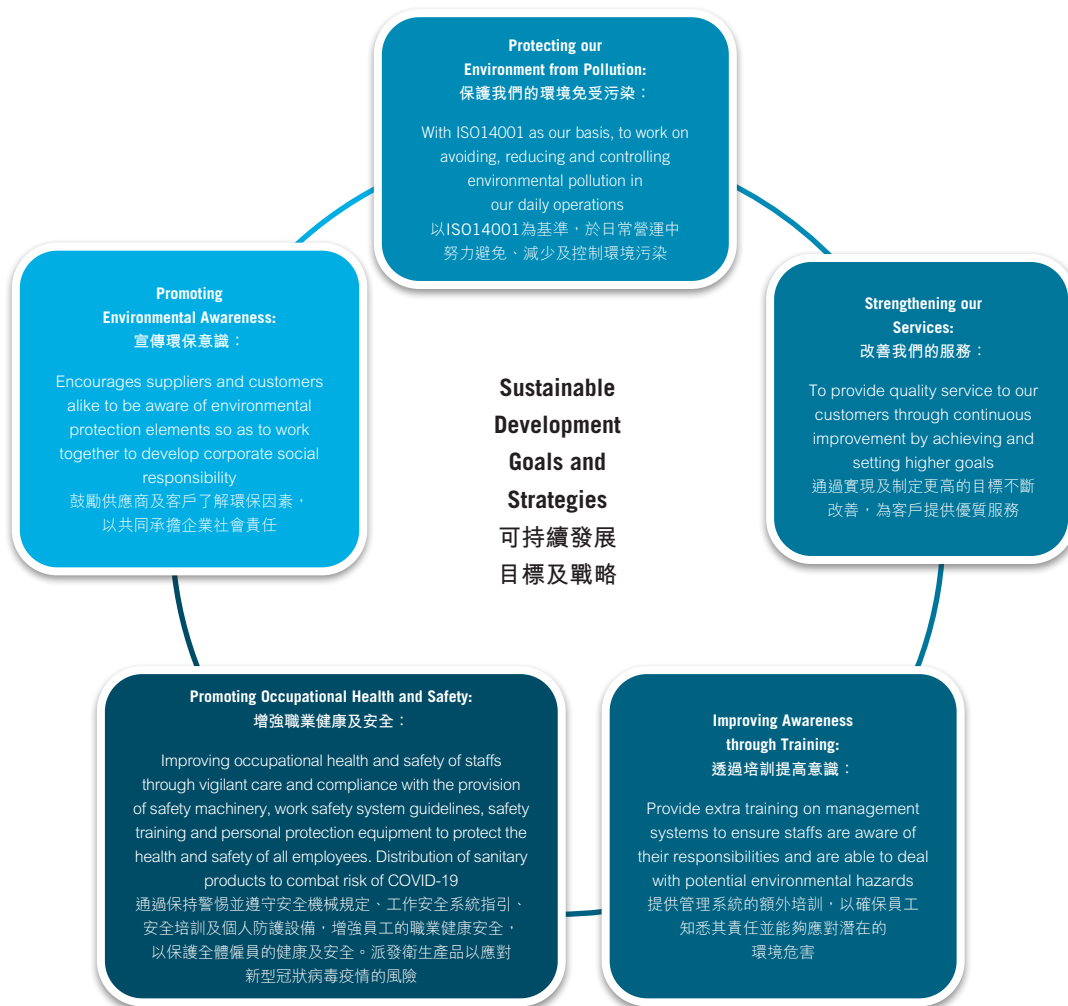 Protecting our
Environment from Pollution:
保護我們的環境免受污染：
With ISO14001 as our basis, to work on
avoiding, reducing and controlling
environmental pollution in
our daily operations
以ISO14001為基準，於日常營運中
努力避免、減少及控制環境污染
Promoting
Environmental Awareness:
宣傳環保意識：
Encourages suppliers and customers
alike to be aware of environmental
protection elements so as to work
together to develop corporate social
responsibility
鼓勵供應商及客戶了解環保因素，
以共同承擔企業社會責任
Strengthening our
Services:
改善我們的服務：
To provide quality service to our
customers through continuous
improvement by achieving and
setting higher goals
通過實現及制定更高的目標不斷
改善，為客戶提供優質服務
Sustainable
Development
Goals and
Strategies
可持續發展
目標及戰略
Promoting Occupational Health and Safety:
增強職業健康及安全：
Improving occupational health and safety of staffs
through vigilant care and compliance with the provision
of safety machinery, work safety system guidelines, safety
training and personal protection equipment to protect the
health and safety of all employees. Distribution of sanitary
products to combat risk of COVID-19
通過保持警惕並遵守安全機械規定、工作安全系統指引、
安全培訓及個人防護設備，增強員工的職業健康安全，
以保護全體僱員的健康及安全。派發衛生產品以應對
新型冠狀病毒疫情的風險
Improving Awareness
through Training:
透過培訓提高意識：
Provide extra training on management
systems to ensure staffs are aware of
their responsibilities and are able to deal
with potential environmental hazards
提供管理系統的額外培訓，以確保員工
知悉其責任並能夠應對潛在的
環境危害